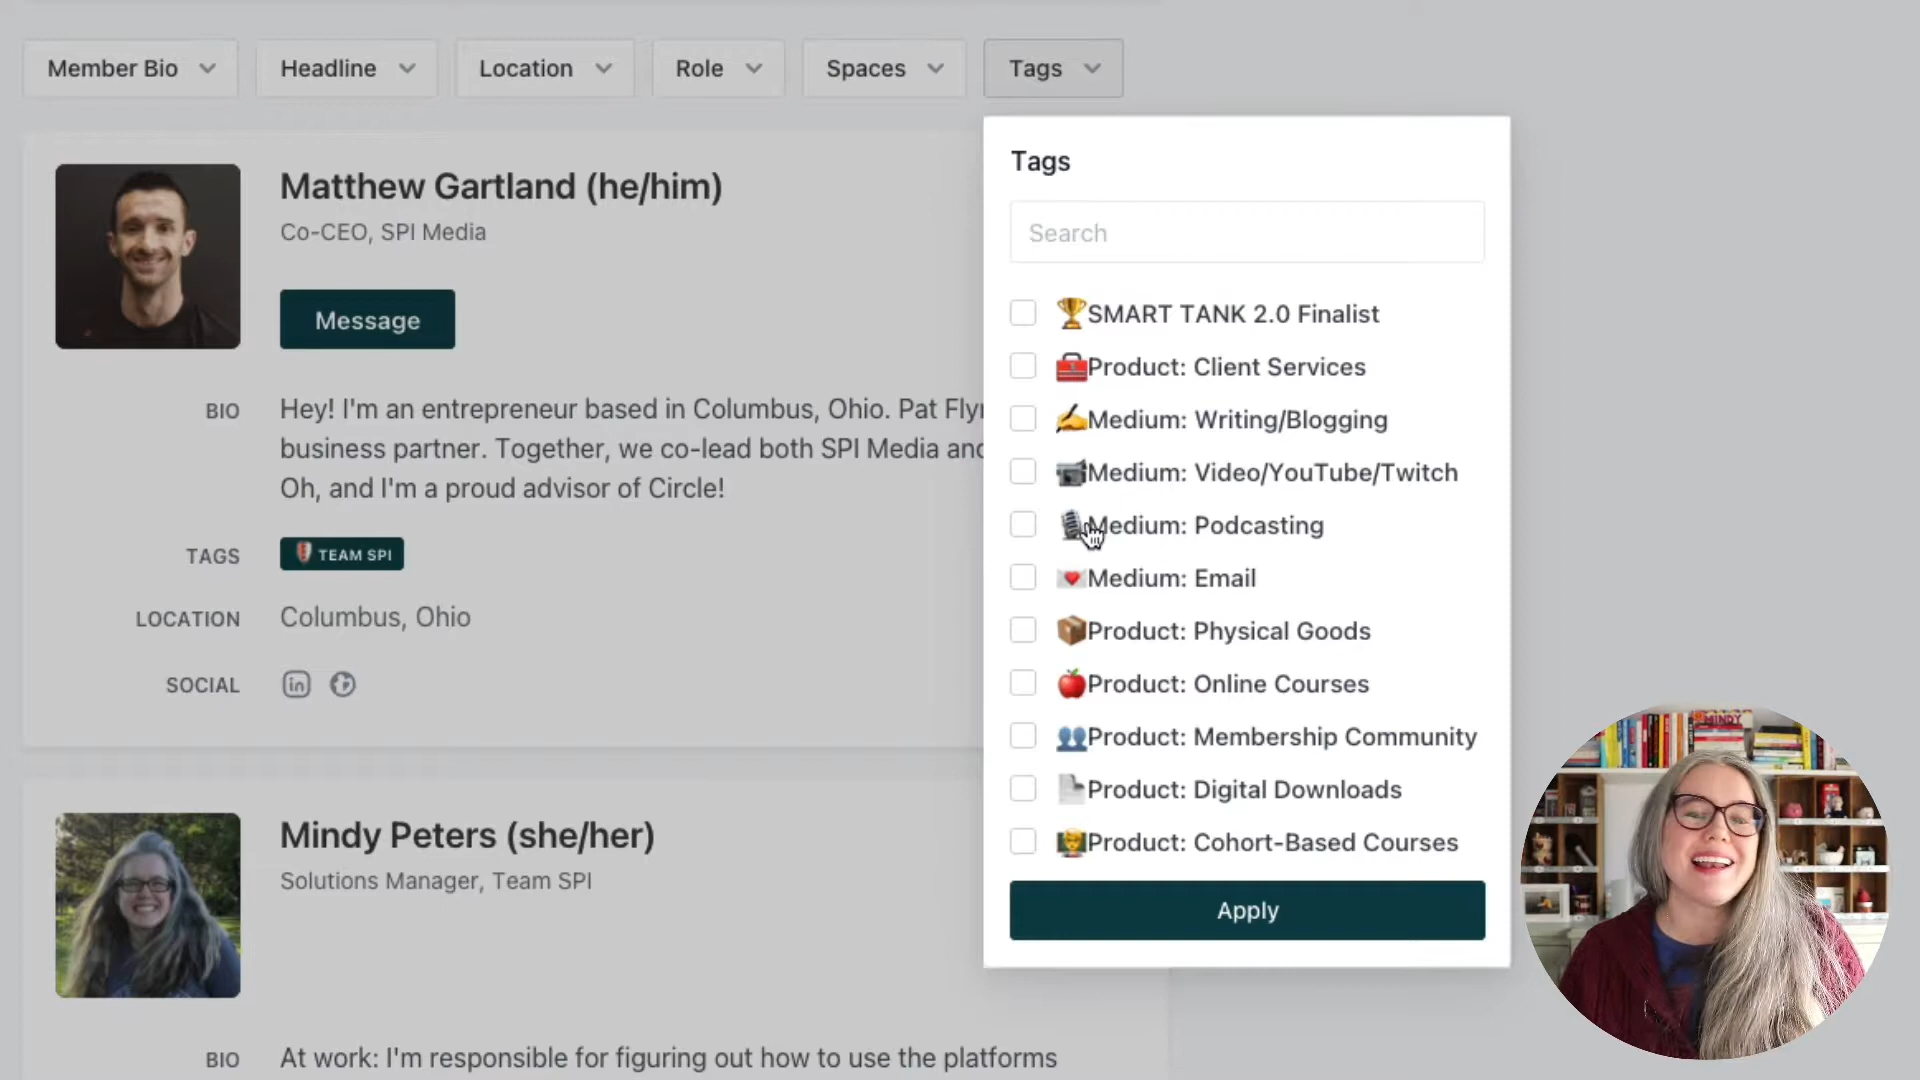 Member Bio
Headline
Location
Role
Spaces
Tags
Matthew Gartland (he/him)
Co-CEO, SPI Media
Message
BIO
Hey! I'm an entrepreneur based in Columbus, Ohio. Pat
business partner. Together, we co-lead both SPI Media
Oh, and I'm a proud advisor of Circle!
TAGS
TEAM SPI
LOCATION
Columbus, Ohio
SOCIAL
in
Mindy Peters (she/her)
Solutions Manager, Team SPI
BIO
At work: I'm responsible for figuring out how to use the platforms
Tags
Search
SMART TANK 2.0 Finalist
Product: Client Services
Medium: Writing/Blogging
Medium: Video/YouTube/Twitch
Medium: Podcasting
Medium: Email
Product: Physical Goods
Product: Online Courses
Product: Membership Community
Product: Digital Downloads
Product: Cohort-Based Courses
Apply
MINDY